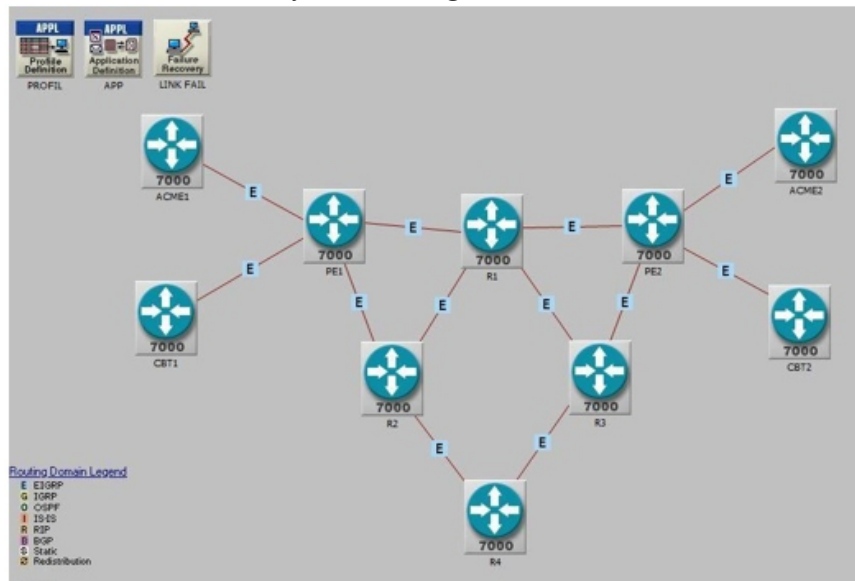 APPL
Profile
Definition
PROFIL
APPL
Application
Definition
APP
Failure
Recovery
LINK FAIL
7000
ACME1
7000
ACME2
E
E
7000
PE1
E
7000
R1
E
7000
PE2
E
E
7000
CBT1
7000
CBT2
E
E
E
E
7000
R2
7000
R3
E
E
7000
R4
Routing Domain Legend
E EIGRP
G IGRP
O OSPF
I IS-IS
R RIP
B BGP
S Static
Redistribution